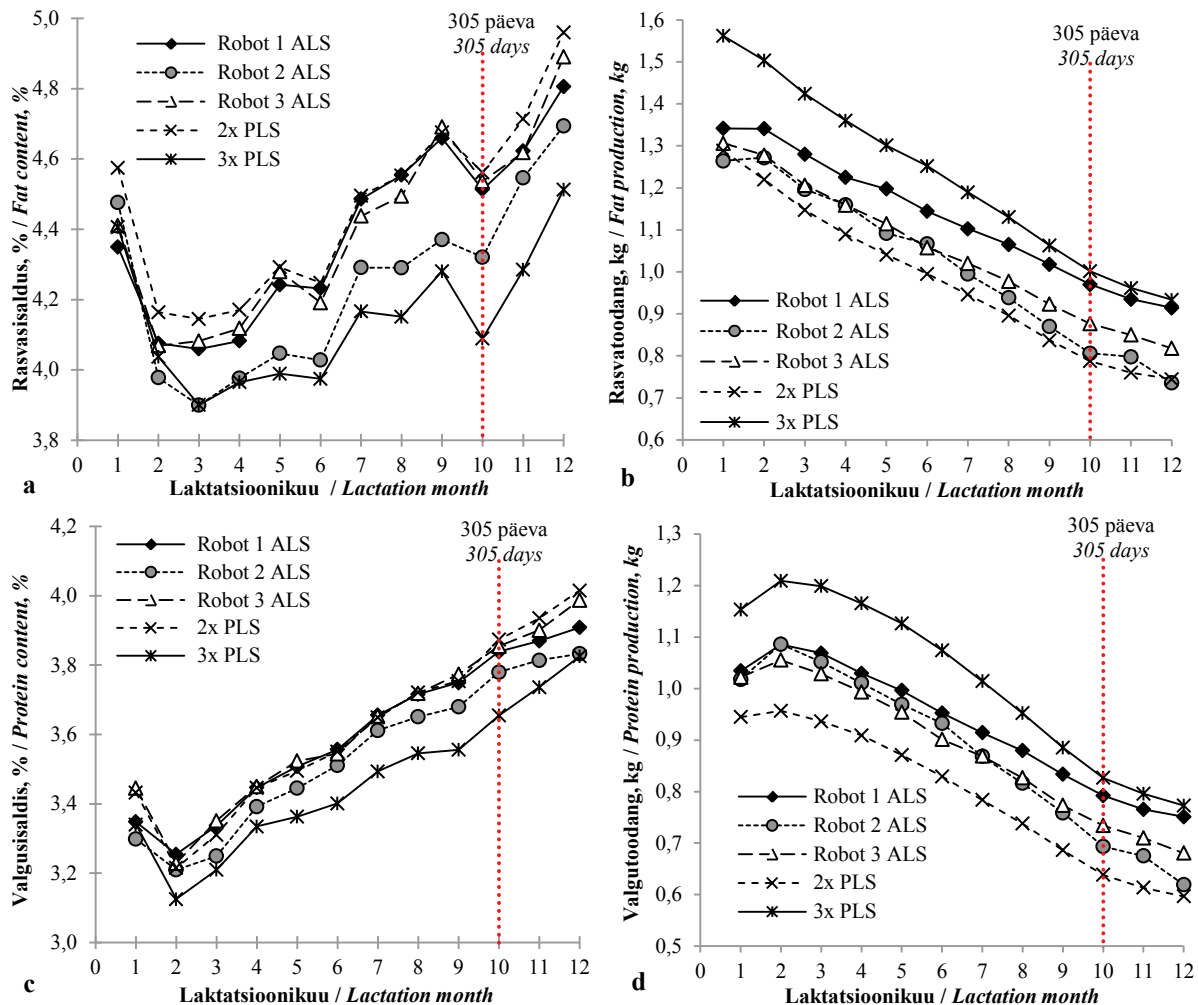 5,0
4,8
4,6
4,4
4,2
4,0
3,8
Rasvasisaldus, % / Fat content, %
Robot 1 ALS
Robot 2 ALS
Robot 3 ALS
2x PLS
3x PLS
305 päeva
305 days
0 1 2 3 4 5 6 7 8 9 10 11 12
Laktatsioonikuu / Lactation month
a
1,6
1,5
1,4
1,3
1,2
1,1
1,0
0,9
0,8
0,7
0,6
Rasvatoodang, kg / Fat production, kg
305 päeva
305 days
Robot 1 ALS
Robot 2 ALS
Robot 3 ALS
2x PLS
3x PLS
0 1 2 3 4 5 6 7 8 9 10 11 12
Laktatsioonikuu / Lactation month
b
4,2
4,0
3,8
3,6
3,4
3,2
3,0
Valgusisaldis, % / Protein content, %
Robot 1 ALS
Robot 2 ALS
Robot 3 ALS
2x PLS
3x PLS
305 päeva
305 days
0 1 2 3 4 5 6 7 8 9 10 11 12
Laktatsioonikuu / Lactation month
c
1,3
1,2
1,1
1,0
0,9
0,8
0,7
0,6
0,5
Valgutoodang, kg / Protein production, kg
305 päeva
305 days
Robot 1 ALS
Robot 2 ALS
Robot 3 ALS
2x PLS
3x PLS
0 1 2 3 4 5 6 7 8 9 10 11 12
Laktatsioonikuu / Lactation month
d